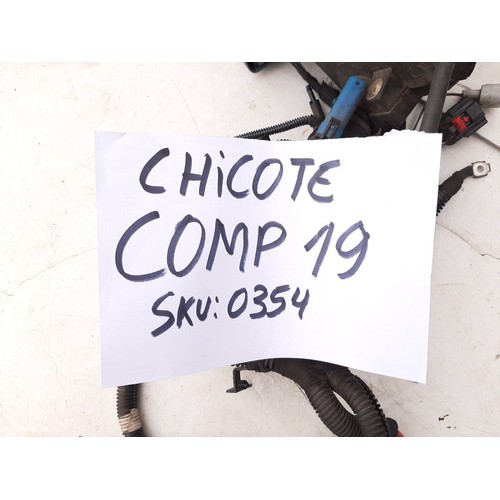 CHiCOTE
COMP 19
SKU: 0354